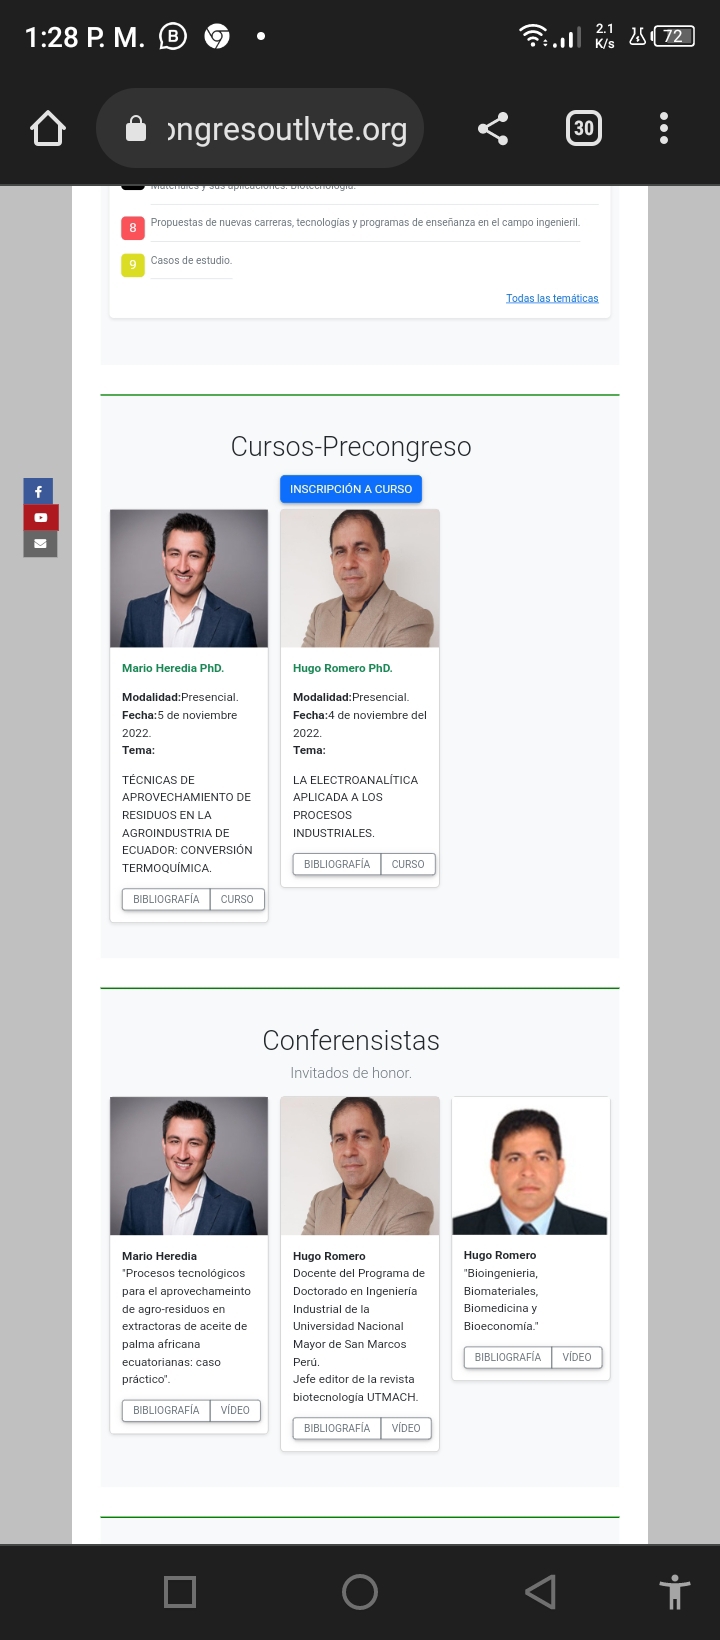 1:28 P. M.
2.1
K/s
72
ongresoutlvte.org
30
Materiales y sus aplicaciones. Biotecnología.
8 Propuestas de nuevas carreras, tecnologías y programas de enseñanza en el campo ingenieril.
9 Casos de estudio.
Todas las temáticas
Cursos-Precongreso
INSCRIPCIÓN A CURSO
Mario Heredia PhD.
Modalidad:Presencial.
Fecha:5 de noviembre
2022.
Tema:
TÉCNICAS DE
APROVECHAMIENTO DE
RESIDUOS EN LA
AGROINDUSTRIA DE
ECUADOR: CONVERSIÓN
TERMOQUÍMICA.
BIBLIOGRAFÍA CURSO
Hugo Romero PhD.
Modalidad:Presencial.
Fecha:4 de noviembre del
2022.
Tema:
LA ELECTROANALÍTICA
APLICADA A LOS
PROCESOS
INDUSTRIALES.
BIBLIOGRAFÍA CURSO
Conferensistas
Invitados de honor.
Mario Heredia
"Procesos tecnológicos
para el aprovechameinto
de agro-residuos en
extractoras de aceite de
palma africana
ecuatorianas: caso
práctico".
BIBLIOGRAFÍA VÍDEO
Hugo Romero
Docente del Programa de
Doctorado en Ingeniería
Industrial de la
Universidad Nacional
Mayor de San Marcos
Perú.
Jefe editor de la revista
biotecnología UTMACH.
BIBLIOGRAFÍA VÍDEO
Hugo Romero
"Bioingenieria,
Biomateriales,
Biomedicina y
Bioeconomía."
BIBLIOGRAFÍA VÍDEO